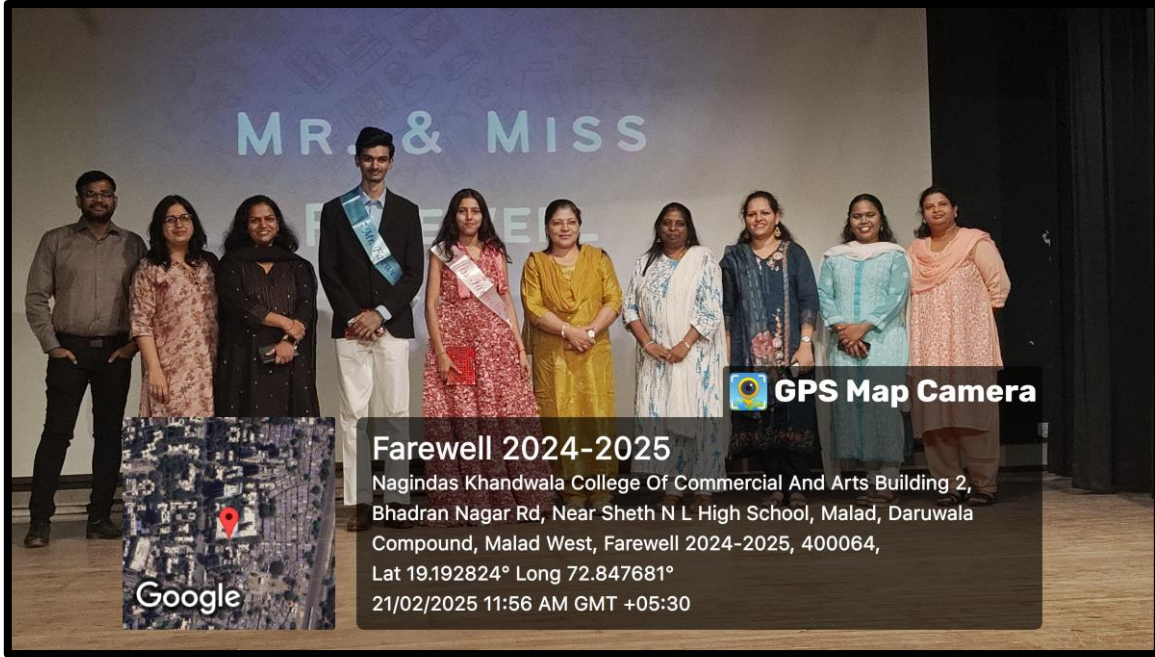 MR. & MISS
FAREWELL
GPS Map Camera
Farewell 2024-2025
Nagindas Khandwala College Of Commercial And Arts Building 2,
Bhadran Nagar Rd, Near Sheth N L High School, Malad, Daruwala
Compound, Malad West, Farewell 2024-2025, 400064,
Lat 19.192824° Long 72.847681°
21/02/2025 11:56 AM GMT +05:30
Google